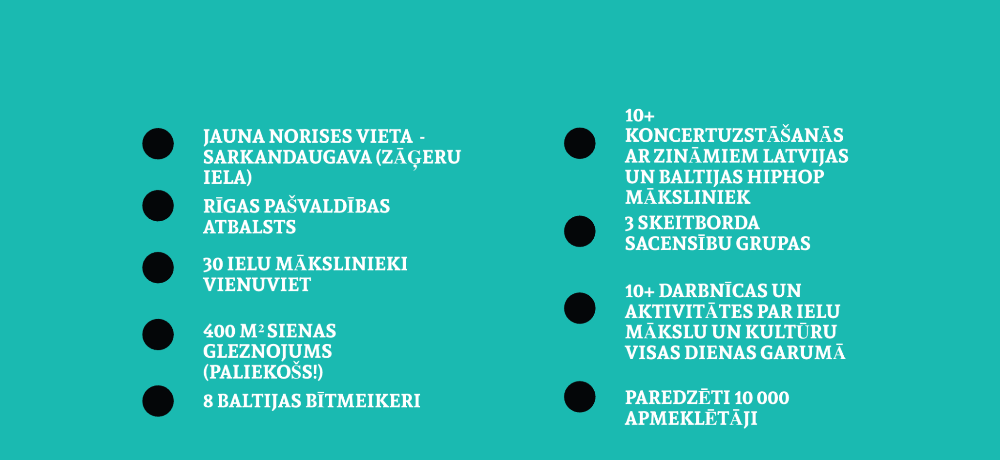 JAUNA NORISES VIETA -
SARKANDAUGAVA (ZĀĢERU
IELA)
RĪGAS PAŠVALDĪBAS
ATBALSTS
30 IELU MĀKSLINIEKI
VIENUVIET
400 M² SIENAS
GLEZNOJUMS
(PALIEKOŠS!)
8 BALTIJAS BĪTMEIKERI
10+
KONCERTUZSTĀŠANĀS
AR ZINĀMIEM LATVIJAS
UN BALTIJAS HIPHOP
MĀKSLINIEK
3 SKEITBORDA
SACENSĪBU GRUPAS
10+ DARBNĪCAS UN
AKTIVITĀTES PAR IELU
MĀKSLU UN KULTŪRU
VISAS DIENAS GARUMĀ
PAREDZĒTI 10 000
APMEKLĒTĀJI